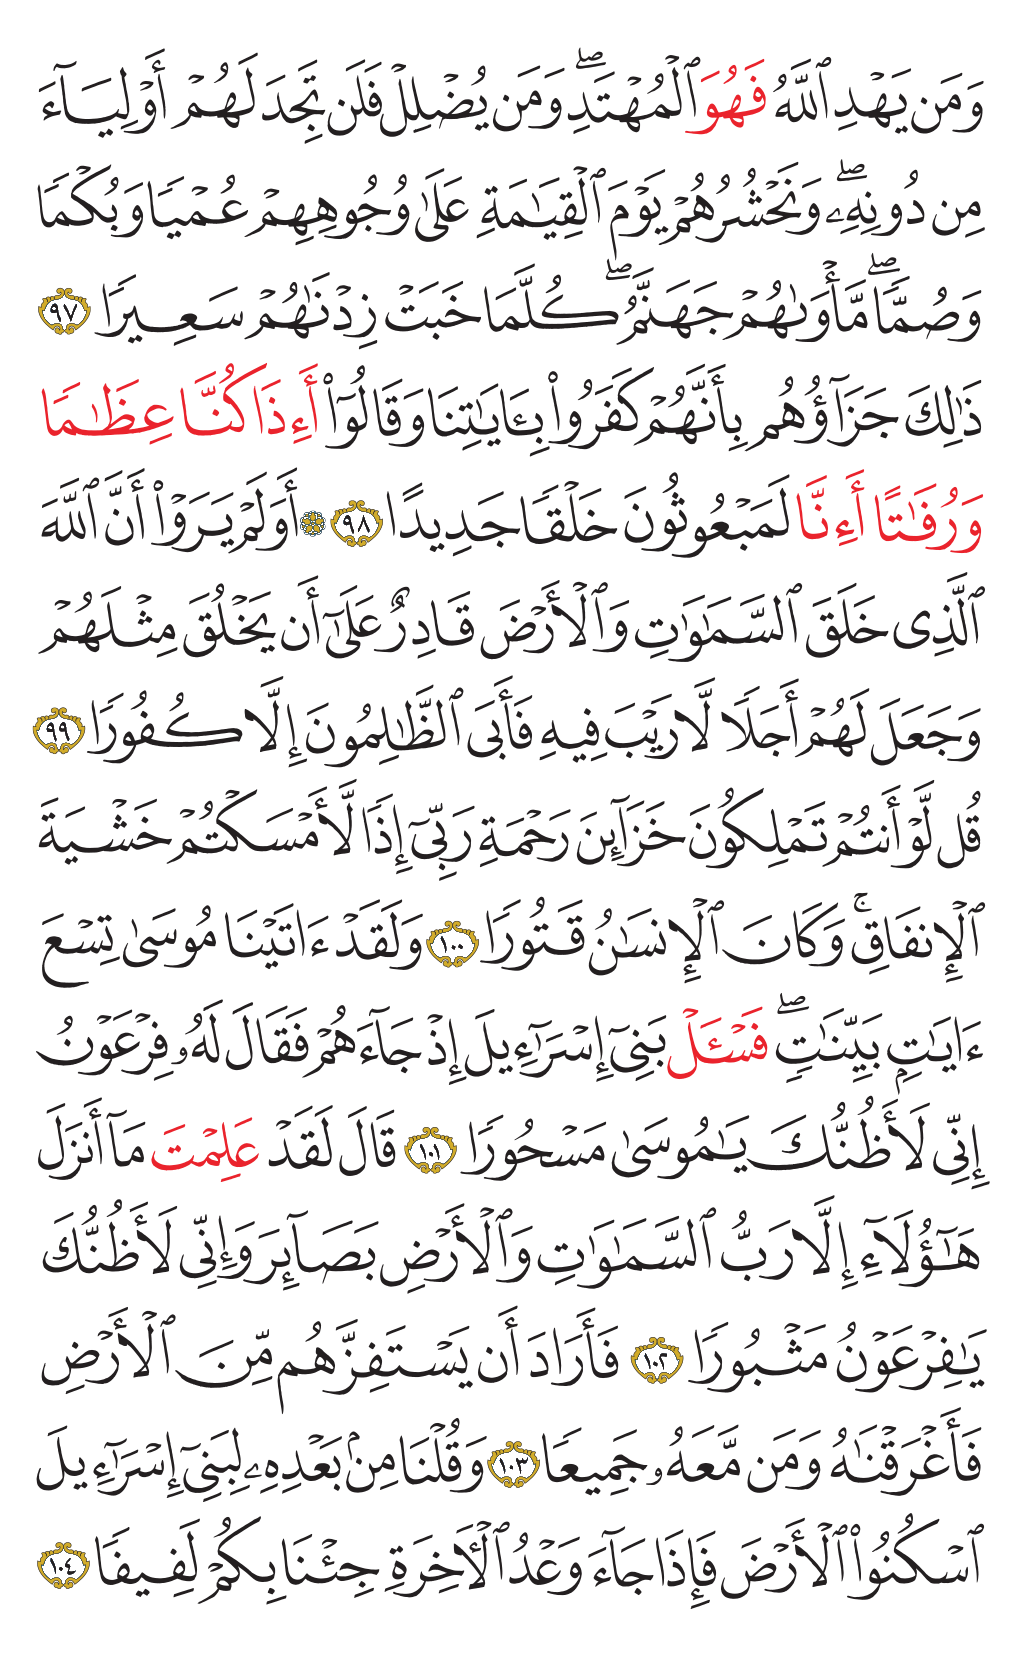 وَمَن يَهْدِ ٱللَّهُ فَهُوَ ٱلْمُهْتَدِۖ وَمَن يُضْلِلْ فَلَن تَجِدَ لَهُمْ أَوْلِيَآءَ
مِن دُونِهِۦۖ وَنَحْشُرُهُمْ يَوْمَ ٱلْقِيَٰمَةِ عَلَىٰ وُجُوهِهِمْ عُمْيًا وَبُكْمًا
وَصُمًّاۖ مَّأْوَىٰهُمْ جَهَنَّمُۖ كُلَّمَا خَبَتْ زِدْنَٰهُمْ سَعِيرًا ٩٧
ذَٰلِكَ جَزَآؤُهُم بِأَنَّهُمْ كَفَرُوا۟ بِـَٔايَٰتِنَا وَقَالُوٓا۟ أَءِذَا كُنَّا عِظَٰمًا
وَرُفَٰتًا أَءِنَّا لَمَبْعُوثُونَ خَلْقًا جَدِيدًا ٩٨ ۞ أَوَلَمْ يَرَوْا۟ أَنَّ ٱللَّهَ
ٱلَّذِى خَلَقَ ٱلسَّمَٰوَٰتِ وَٱلْأَرْضَ قَادِرٌ عَلَىٰٓ أَن يَخْلُقَ مِثْلَهُمْ
وَجَعَلَ لَهُمْ أَجَلًا لَّا رَيْبَ فِيهِ فَأَبَى ٱلظَّٰلِمُونَ إِلَّا كُفُورًا ٩٩
قُل لَّوْ أَنتُمْ تَمْلِكُونَ خَزَآئِنَ رَحْمَةِ رَبِّىٓ إِذًا لَّأَمْسَكْتُمْ خَشْيَةَ
ٱلْإِنفَاقِۚ وَكَانَ ٱلْإِنسَٰنُ قَتُورًا ١٠٠ وَلَقَدْ ءَاتَيْنَا مُوسَىٰ تِسْعَ
ءَايَٰتٍۭ بَيِّنَٰتٍۖ فَسْـَٔلْ بَنِىٓ إِسْرَٰٓءِيلَ إِذْ جَآءَهُمْ فَقَالَ لَهُۥ فِرْعَوْنُ
إِنِّى لَأَظُنُّكَ يَٰمُوسَىٰ مَسْحُورًا ١٠١ قَالَ لَقَدْ عَلِمْتَ مَآ أَنزَلَ
هَٰٓؤُلَآءِ إِلَّا رَبُّ ٱلسَّمَٰوَٰتِ وَٱلْأَرْضِ بَصَآئِرَ وَإِنِّى لَأَظُنُّكَ
يَٰفِرْعَوْنُ مَثْبُورًا ١٠٢ فَأَرَادَ أَن يَسْتَفِزَّهُم مِّنَ ٱلْأَرْضِ
فَأَغْرَقْنَٰهُ وَمَن مَّعَهُۥ جَمِيعًا ١٠٣ وَقُلْنَا مِنۢ بَعْدِهِۦ لِبَنِىٓ إِسْرَٰٓءِيلَ
ٱسْكُنُوا۟ ٱلْأَرْضَ فَإِذَا جَآءَ وَعْدُ ٱلْـَٔاخِرَةِ جِئْنَا بِكُمْ لَفِيفًا ١٠٤